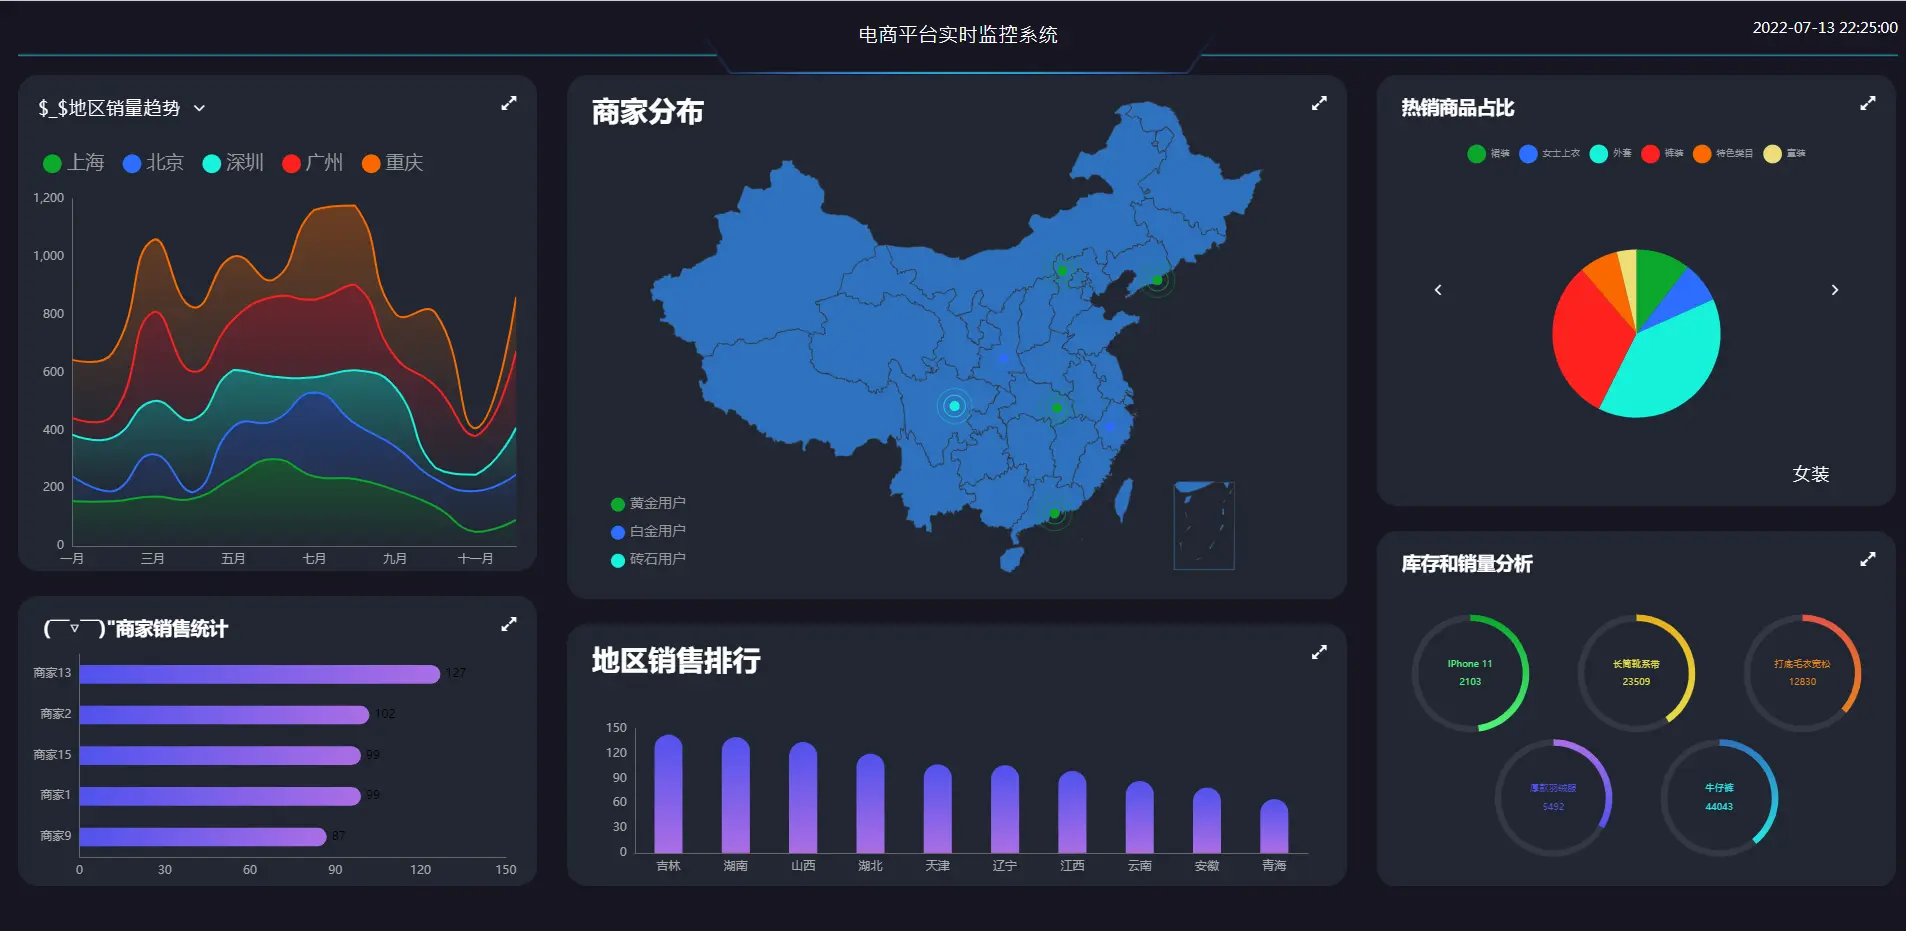 电商平台实时监控系统
2022-07-13 22:25:00
$_$地区销量趋势
上海 北京 深圳 广州 重庆
1,200
1,000
800
600
400
200
0
一月 三月 五月 七月 九月 十一月
(￣▽￣)"商家销售统计
商家13 127
商家2 102
商家15 99
商家1 99
商家9 87
0 30 60 90 120 150
商家分布
黄金用户
白金用户
砖石用户
地区销售排行
150
120
90
60
30
0
吉林 湖南 山西 湖北 天津 辽宁 江西 云南 安徽 青海
热销商品占比
裙装 女士上衣 外套 裤装 特色类目 童装
女装
库存和销量分析
IPhone 11
2103
长筒靴系带
23509
打底毛衣宽松
12830
厚款羽绒服
5492
牛仔裤
44043